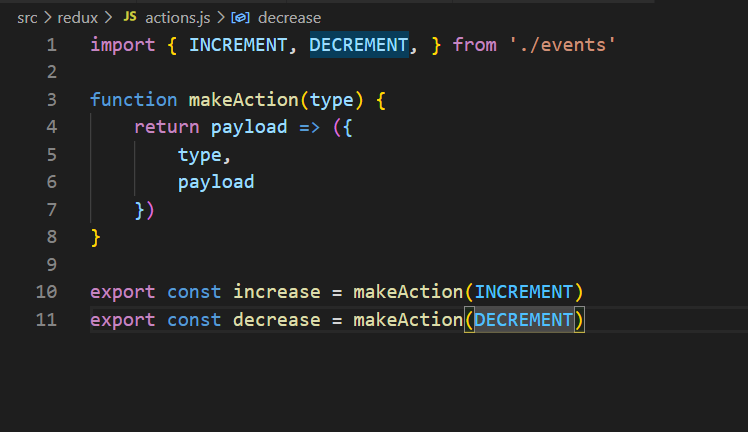 src > redux > JS actions.js > decrease
1 import { INCREMENT, DECREMENT, } from './events'
2
3 function makeAction(type) {
4     return payload => ({
5         type,
6         payload
7     })
8 }
9
10 export const increase = makeAction(INCREMENT)
11 export const decrease = makeAction(DECREMENT)